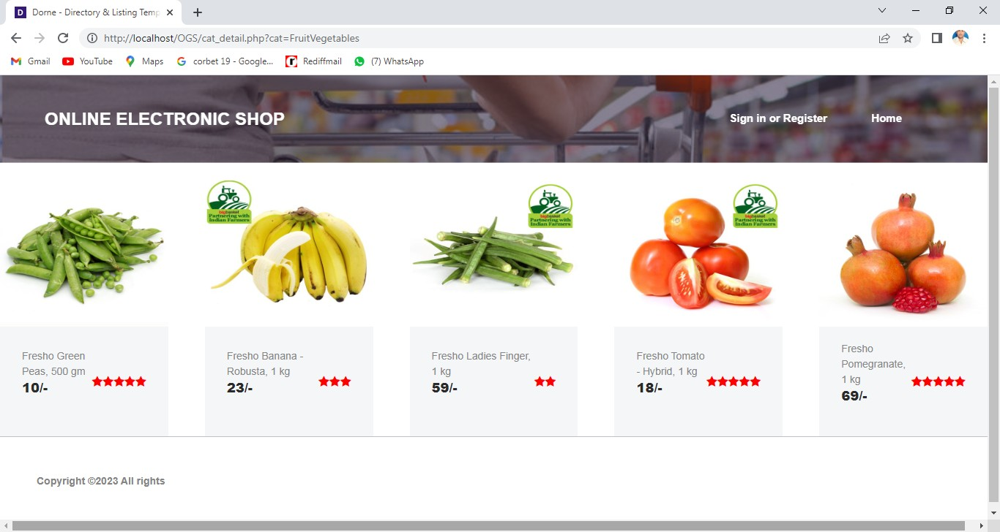 D Dorne - Directory & Listing Temp
http://localhost/OGS/cat_detail.php?cat=FruitVegetables
Gmail YouTube Maps corbet 19 - Google... Rediffmail (7) WhatsApp
ONLINE ELECTRONIC SHOP
Sign in or Register Home
bigbasket
Partnering with
Indian Farmers
bigbasket
Partnering with
Indian Farmers
bigbasket
Partnering with
Indian Farmers
Fresho Green
Peas, 500 gm
10/-
Fresho Banana -
Robusta, 1 kg
23/-
Fresho Ladies Finger,
1 kg
59/-
Fresho Tomato
- Hybrid, 1 kg
18/-
Fresho
Pomegranate,
1 kg
69/-
Copyright ©2023 All rights